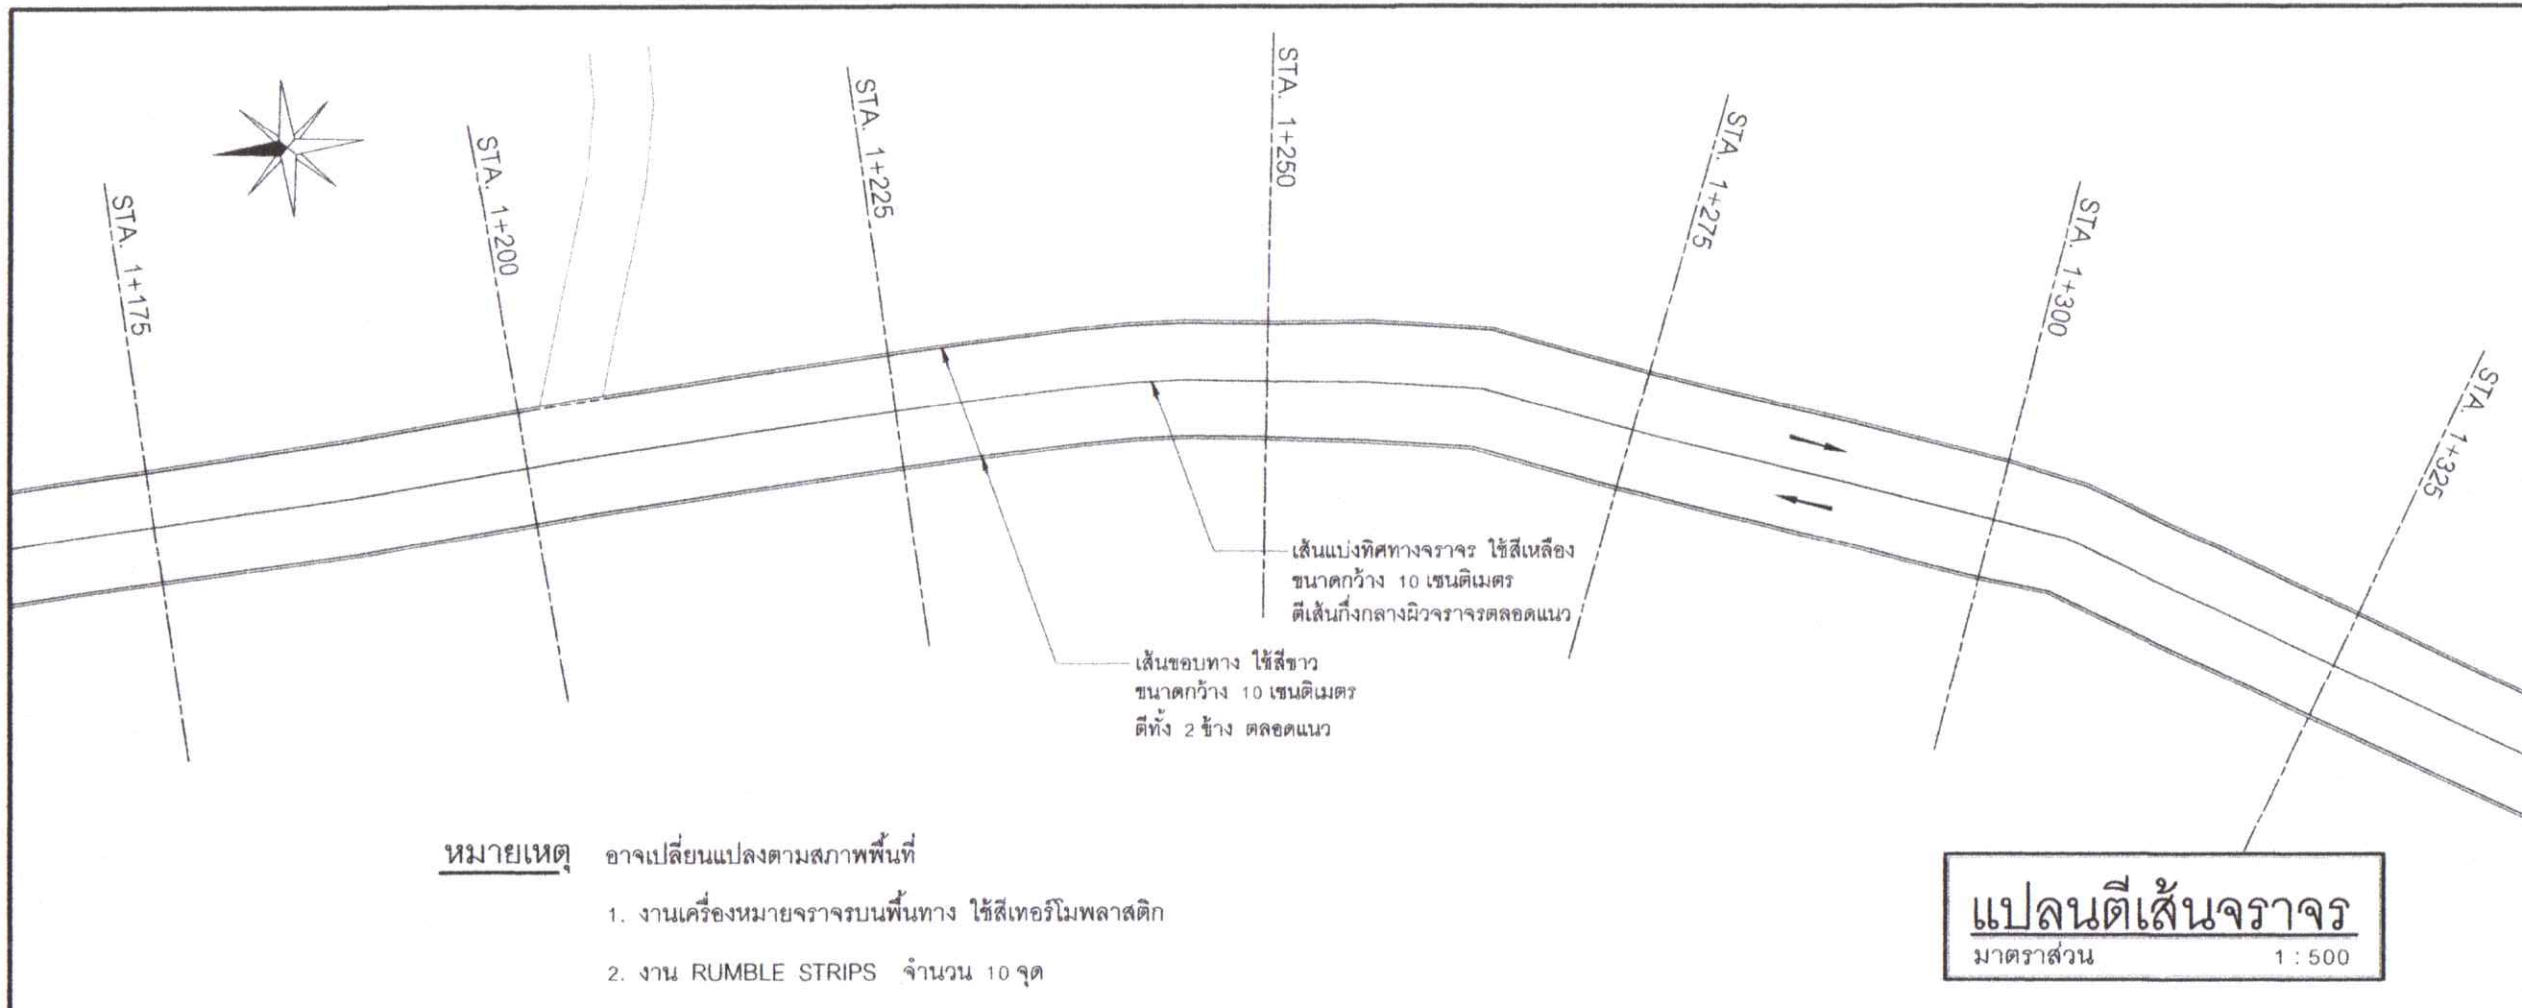 STA. 1+175
STA. 1+200
STA. 1+225
STA. 1+250
STA. 1+275
STA. 1+300
STA. 1+325
เส้นแบ่งทิศทางจราจร ใช้สีเหลือง
ขนาดกว้าง 10 เซนติเมตร
ตีเส้นกึ่งกลางผิวจราจรตลอดแนว
เส้นขอบทาง ใช้สีขาว
ขนาดกว้าง 10 เซนติเมตร
ตีทั้ง 2 ข้าง ตลอดแนว
หมายเหตุ อาจเปลี่ยนแปลงตามสภาพพื้นที่
1. งานเครื่องหมายจราจรบนพื้นทาง ใช้สีเทอร์โมพลาสติก
2. งาน RUMBLE STRIPS จำนวน 10 จุด
แปลนตีเส้นจราจร
มาตราส่วน 1 : 500